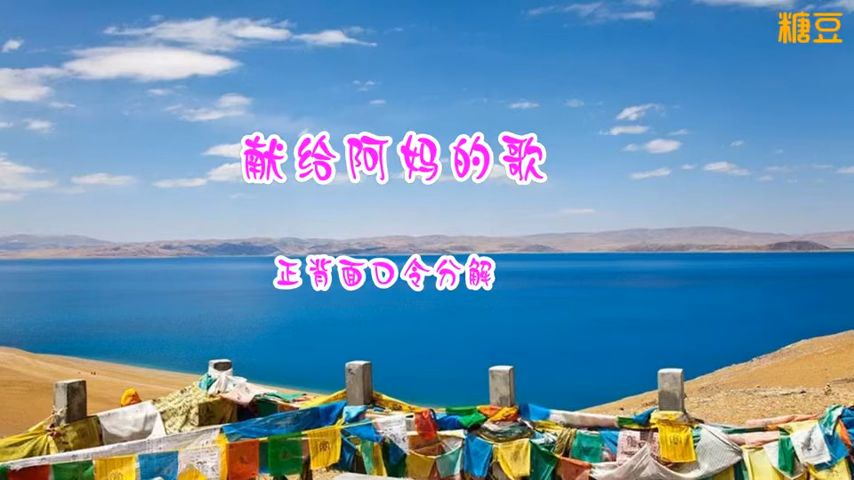 糖豆
献给阿妈的歌
正背面口令分解